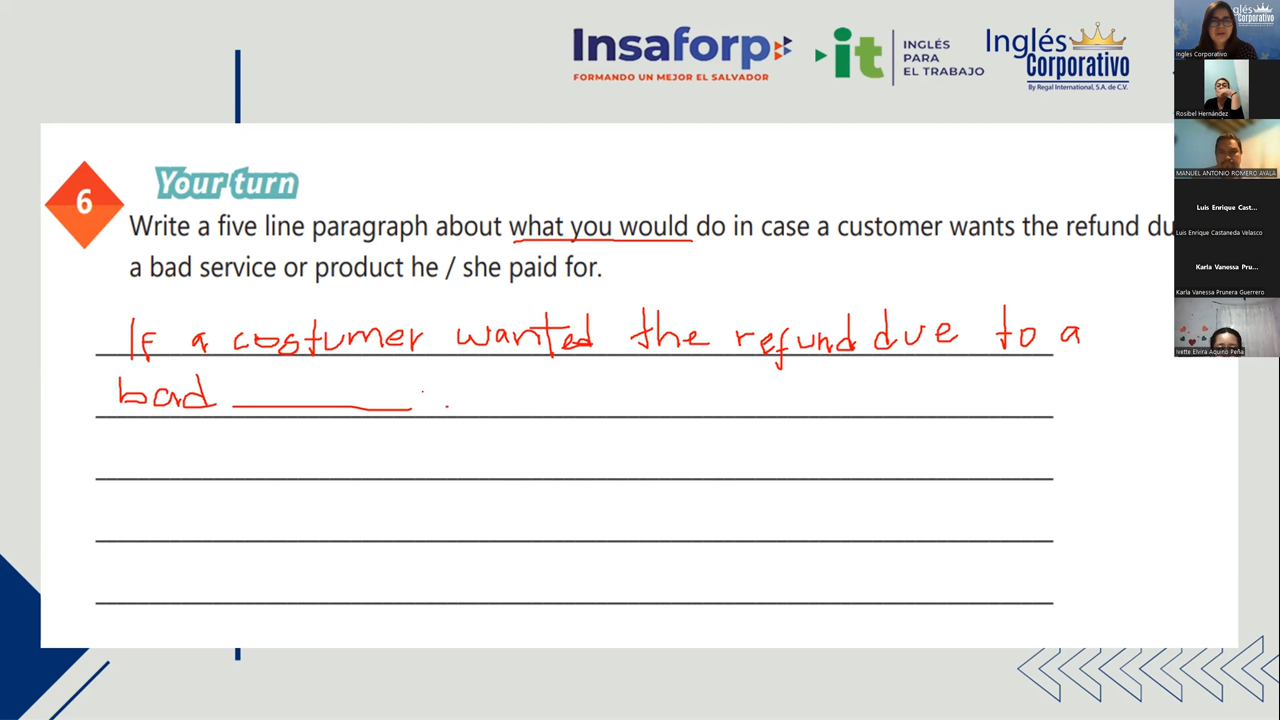 Insaforp
FORMANDO UN MEJOR EL SALVADOR
it
INGLÉS
PARA
EL TRABAJO
Inglés
Corporativo
By Regal International, S.A. de C.V.
6
Your turn
Write a five line paragraph about what you would do in case a customer wants the refund du
a bad service or product he / she paid for.
If a costumer wanted the refund due to a
bad
glés
Corporativo
Ingles Corporativo
Rosibel Hernández
MANUEL ANTONIO ROMERO AYALA
Luis Enrique Cast...
Luis Enrique Castaneda Velasco
Karla Vanessa Pru...
Karla Vanessa Prunera Guerrero
Ivette Elvira Aquino Peña